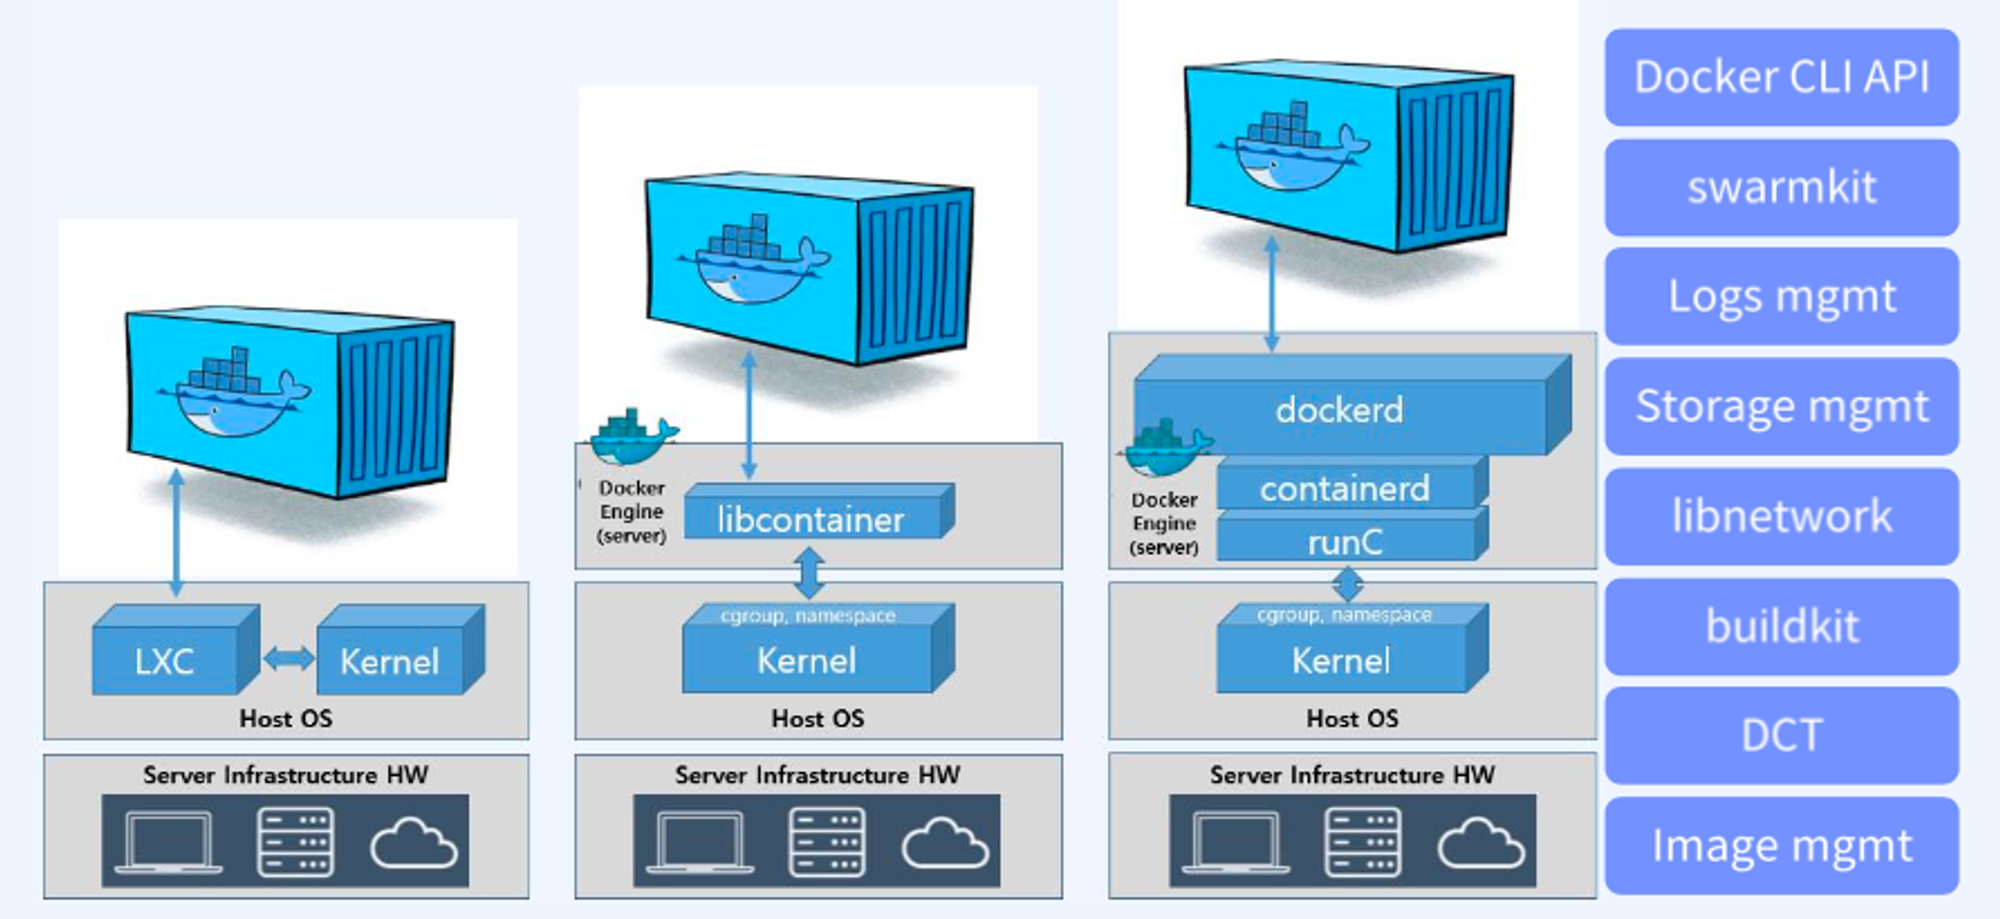 LXC
Kernel
Host OS
Server Infrastructure HW
Docker
Engine
(server)
libcontainer
cgroup, namespace
Kernel
Host OS
Server Infrastructure HW
dockerd
Docker
Engine
(server)
containerd
runC
cgroup, namespace
Kernel
Host OS
Server Infrastructure HW
Docker CLI API
swarmkit
Logs mgmt
Storage mgmt
libnetwork
buildkit
DCT
Image mgmt